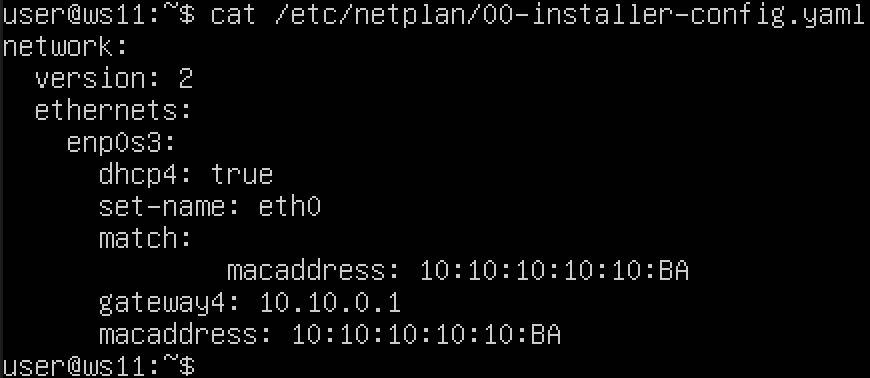 user@ws11:~$ cat /etc/netplan/00-installer-config.yaml
network:
  version: 2
  ethernets:
    enp0s3:
      dhcp4: true
      set-name: eth0
      match:
              macaddress: 10:10:10:10:10:BA
      gateway4: 10.10.0.1
      macaddress: 10:10:10:10:10:BA
user@ws11:~$